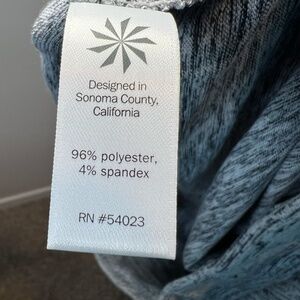 Designed in
Sonoma County,
California
96% polyester,
4% spandex
RN #54023